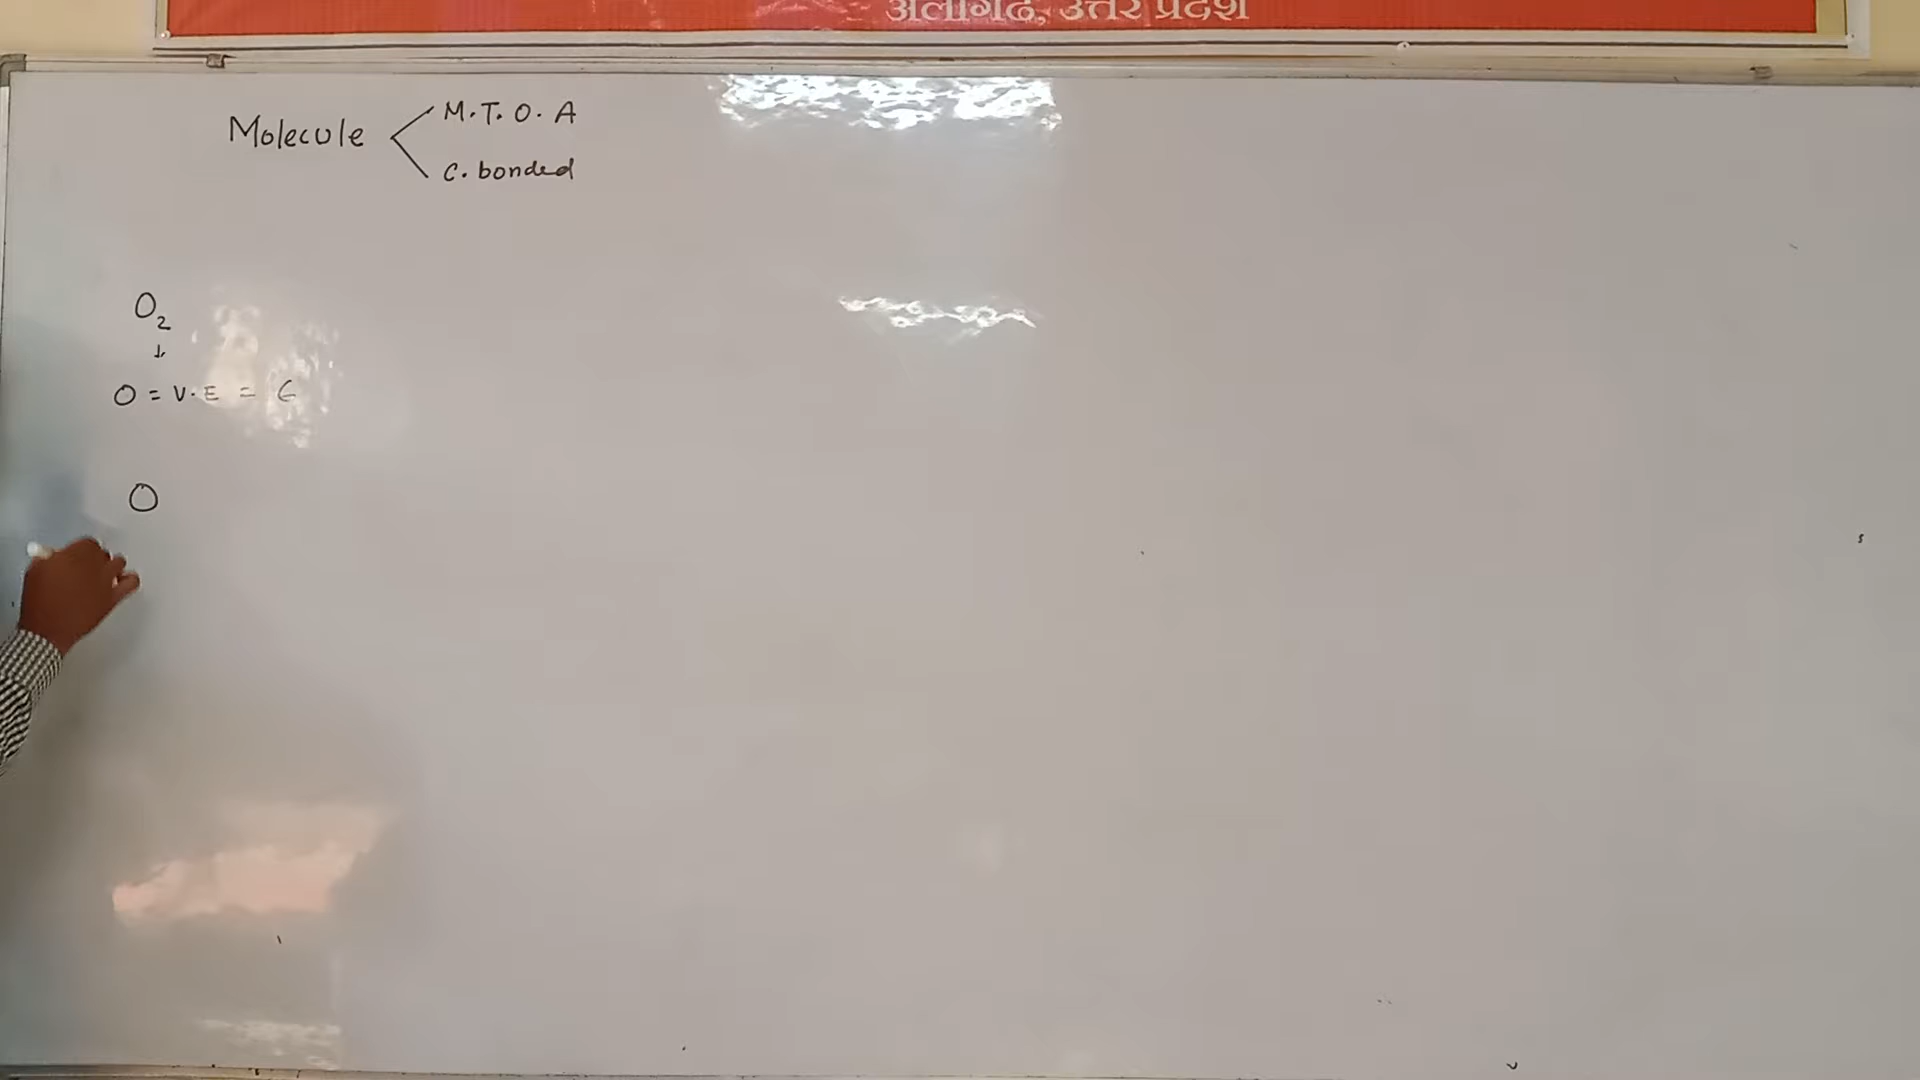 अलीगढ़, उत्तर प्रदेश
Molecule
M.T.O.A
C. bonded
O₂
↓
O = V.E = 6
O